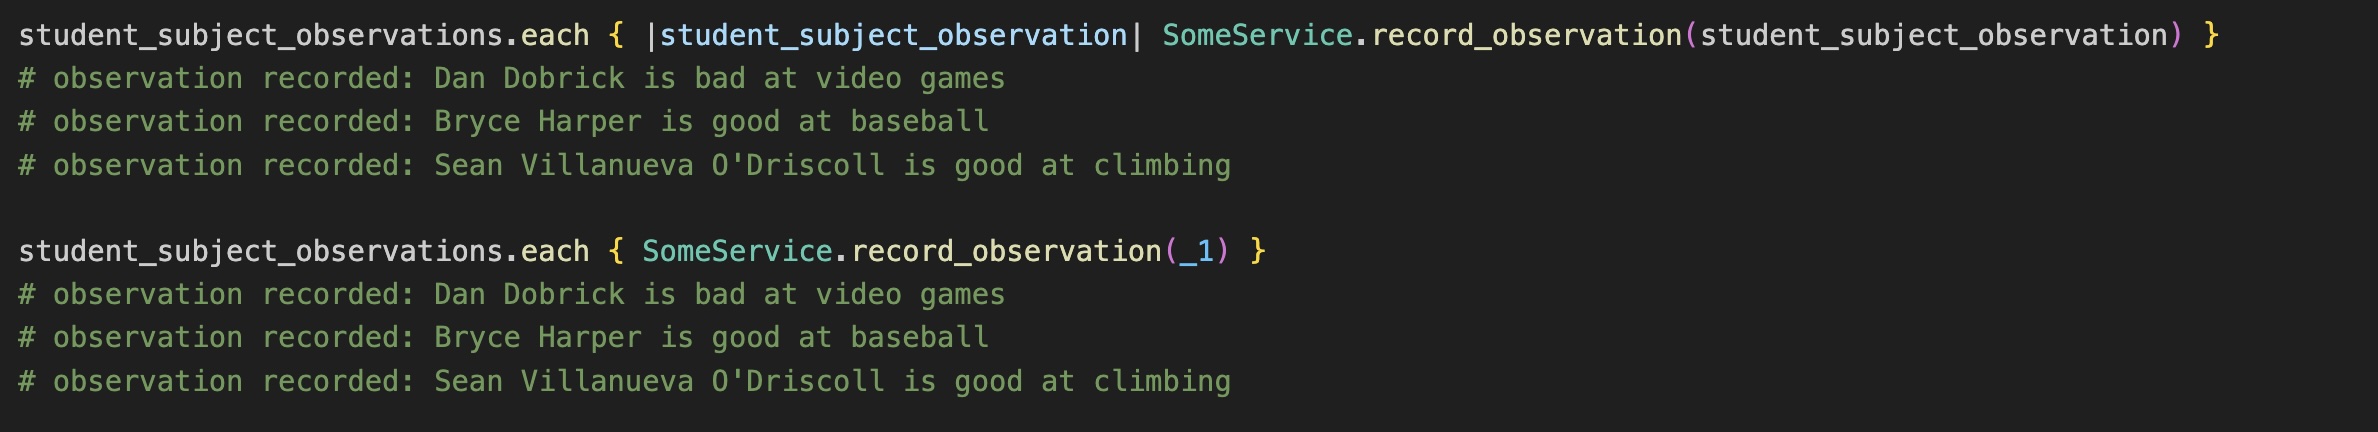 student_subject_observations.each { |student_subject_observation| SomeService.record_observation(student_subject_observation) }
# observation recorded: Dan Dobrick is bad at video games
# observation recorded: Bryce Harper is good at baseball
# observation recorded: Sean Villanueva O'Driscoll is good at climbing
student_subject_observations.each { SomeService.record_observation(_1) }
# observation recorded: Dan Dobrick is bad at video games
# observation recorded: Bryce Harper is good at baseball
# observation recorded: Sean Villanueva O'Driscoll is good at climbing